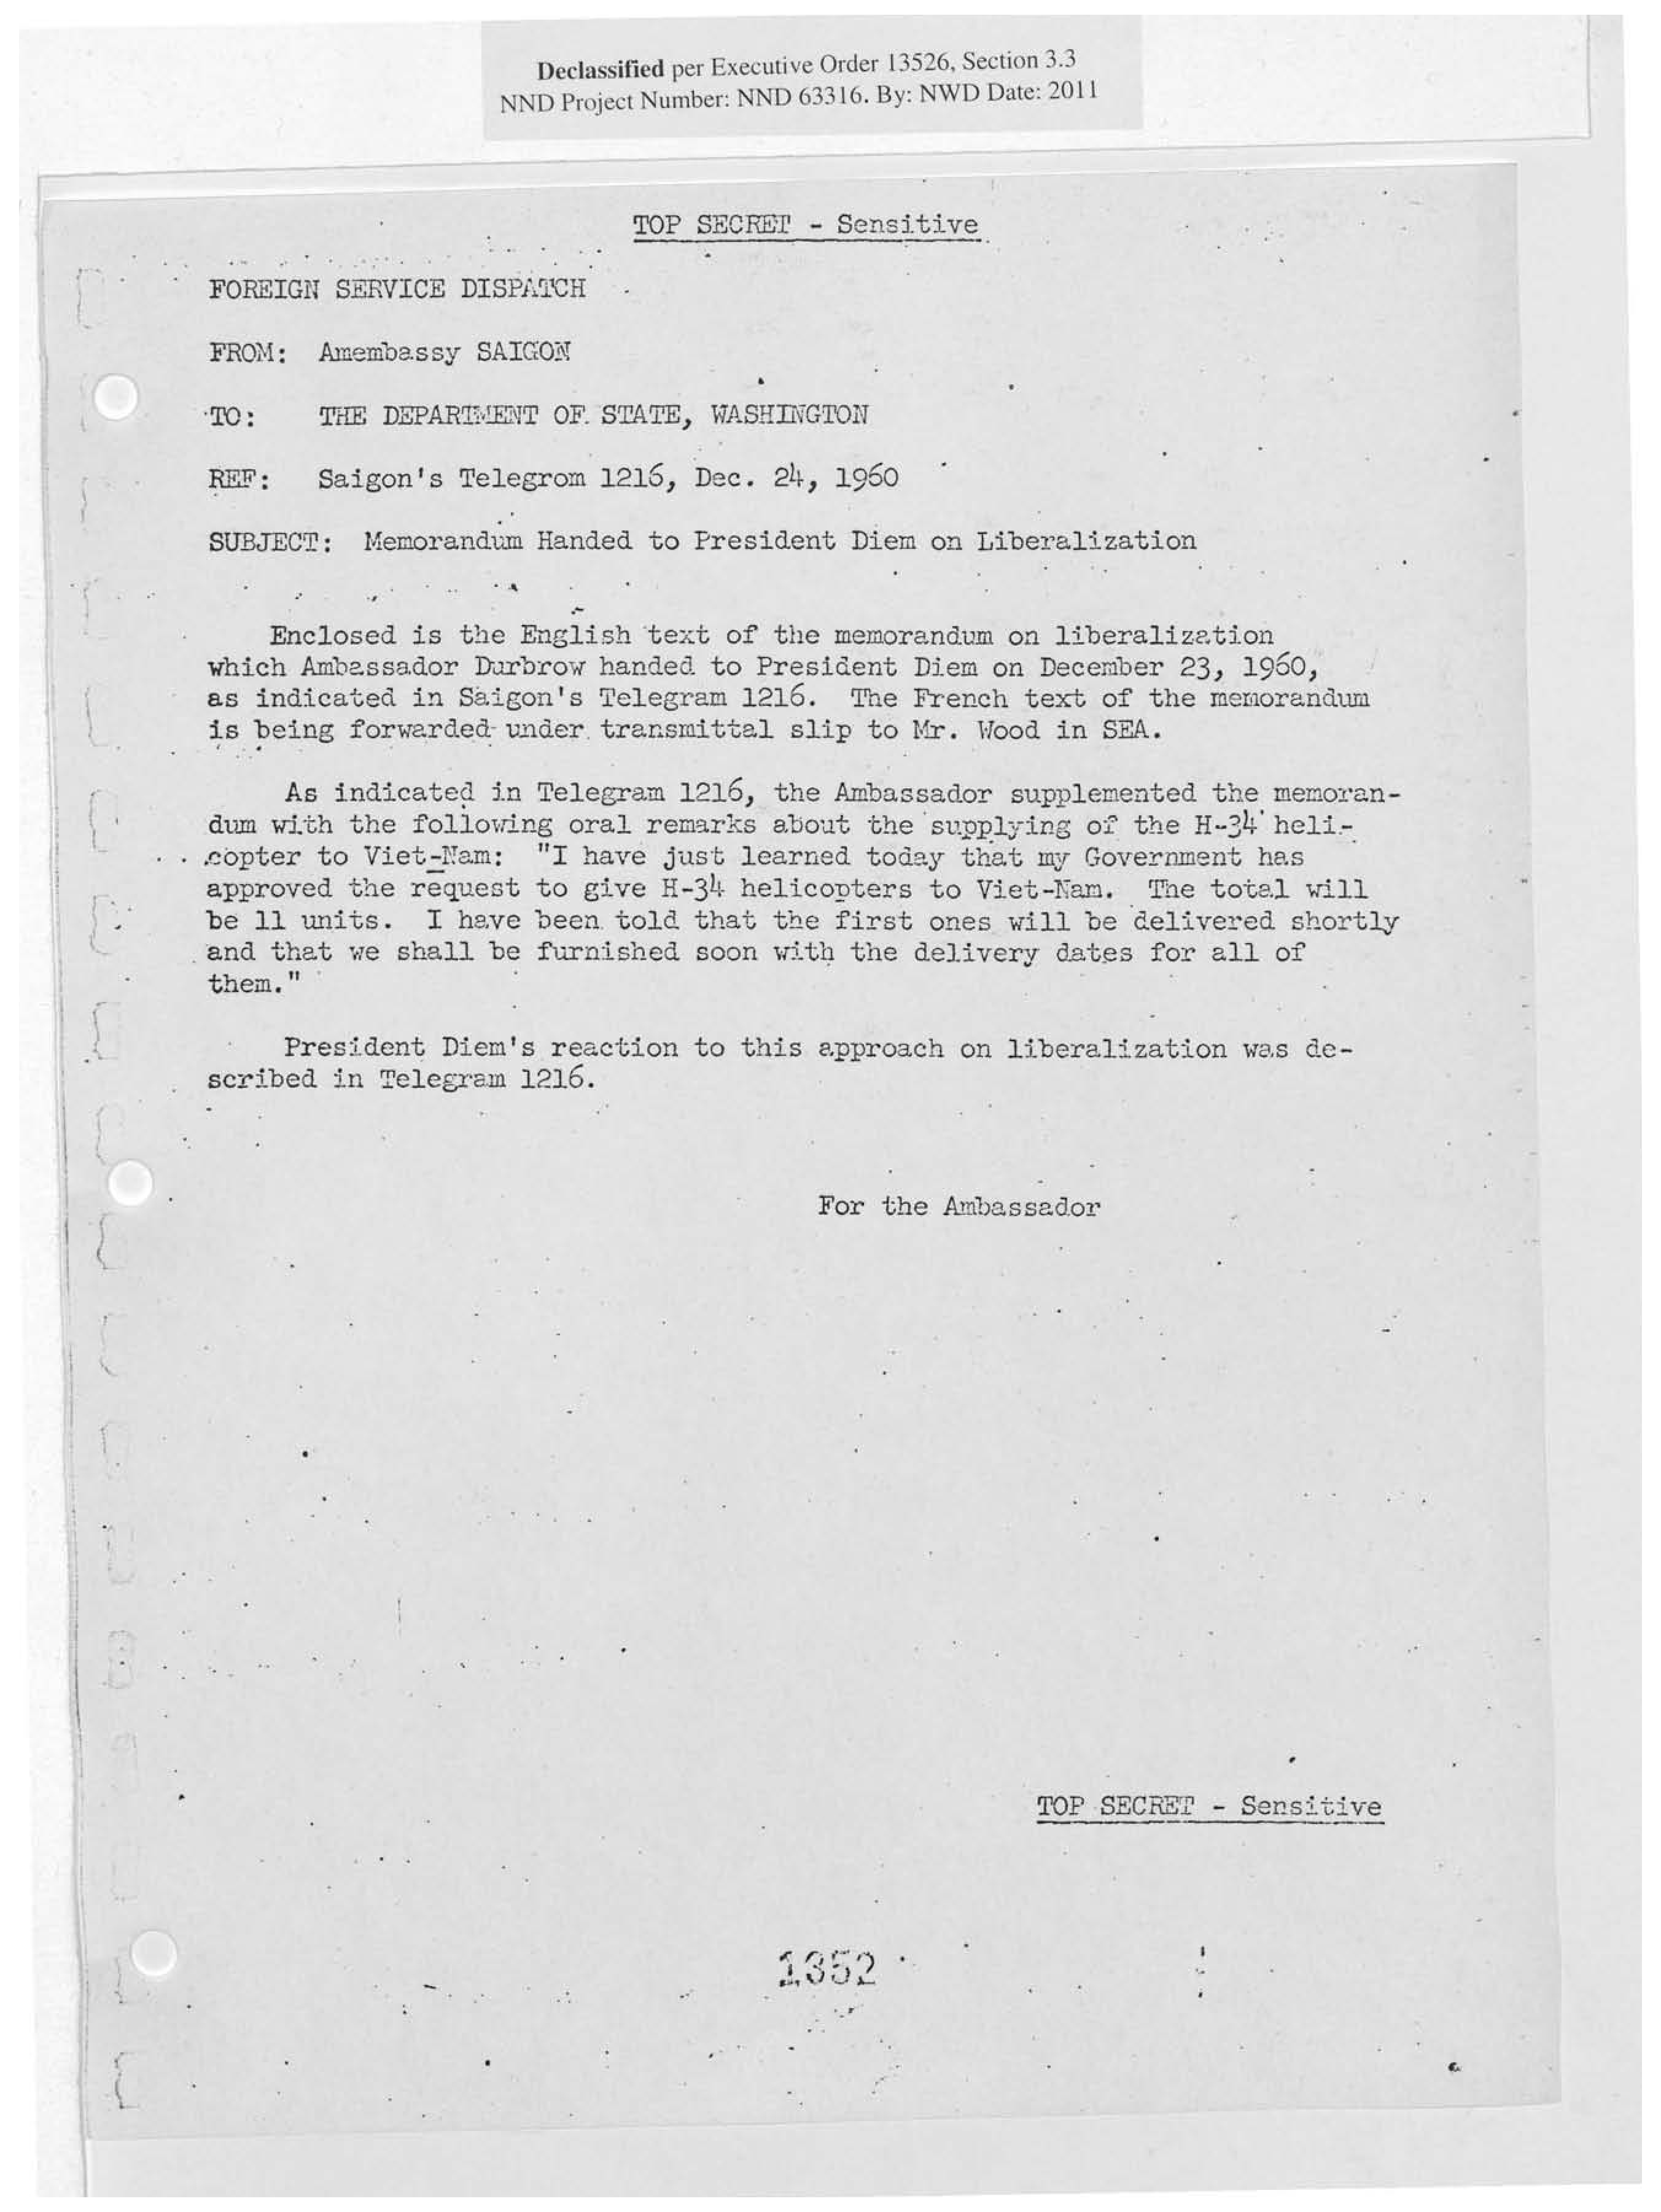 Declassified per Executive Order 13526, Section 3.3
NND Project Number: NND 63316. By: NWD Date: 2011
TOP SECRET - Sensitive
FOREIGN SERVICE DISPATCH
FROM: Amembassy SAIGON
TO: THE DEPARTMENT OF STATE, WASHINGTON
REF: Saigon's Telegrom 1216, Dec. 24, 1960
SUBJECT: Memorandum Handed to President Diem on Liberalization
Enclosed is the English text of the memorandum on liberalization
which Ambassador Durbrow handed to President Diem on December 23, 1960,
as indicated in Saigon's Telegram 1216. The French text of the memorandum
is being forwarded under transmittal slip to Mr. Wood in SEA.
As indicated in Telegram 1216, the Ambassador supplemented the memoran-
dum with the following oral remarks about the supplying of the H-34 heli-
copter to Viet-Nam: "I have just learned today that my Government has
approved the request to give H-34 helicopters to Viet-Nam. The total will
be 11 units. I have been told that the first ones will be delivered shortly
and that we shall be furnished soon with the delivery dates for all of
them."
President Diem's reaction to this approach on liberalization was de-
scribed in Telegram 1216.
For the Ambassador
TOP SECRET - Sensitive
1352